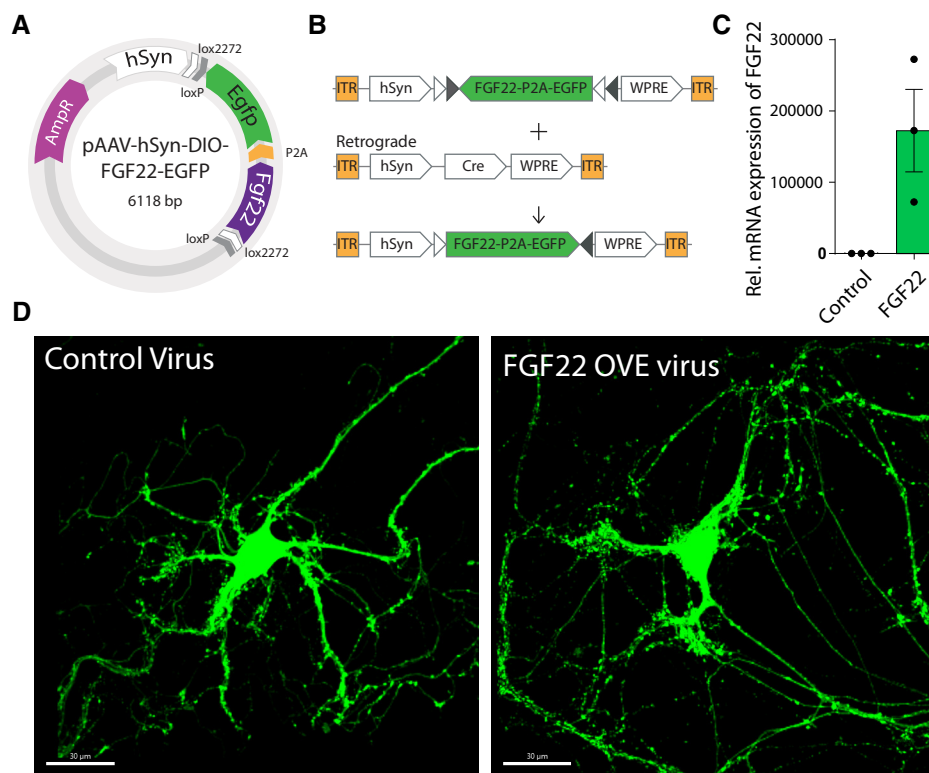 A
hSyn
lox2272
loxP
Egfp
P2A
Fgf22
lox2272
loxP
AmpR
pAAV-hSyn-DIO-
FGF22-EGFP
6118 bp
B
ITR hSyn FGF22-P2A-EGFP WPRE ITR
+
Retrograde
ITR hSyn Cre WPRE ITR
ITR hSyn FGF22-P2A-EGFP WPRE ITR
C
Rel. mRNA expression of FGF22
300000
200000
100000
0
Control
FGF22
D
Control Virus
30 µm
FGF22 OVE virus
30 µm